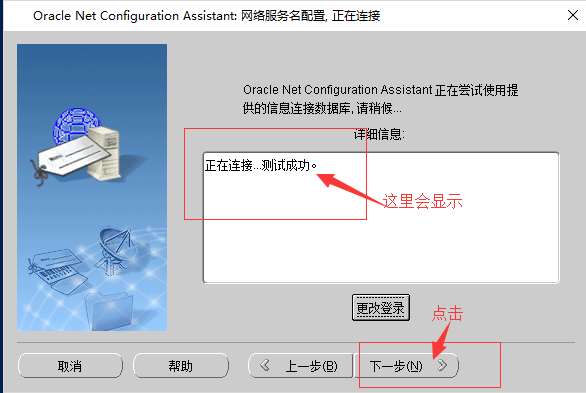 Oracle Net Configuration Assistant: 网络服务名配置, 正在连接
Oracle Net Configuration Assistant 正在尝试使用提
供的信息连接数据库, 请稍候...
详细信息:
正在连接...测试成功。
这里会显示
更改登录
点击
取消
帮助
上一步(B)
下一步(N)